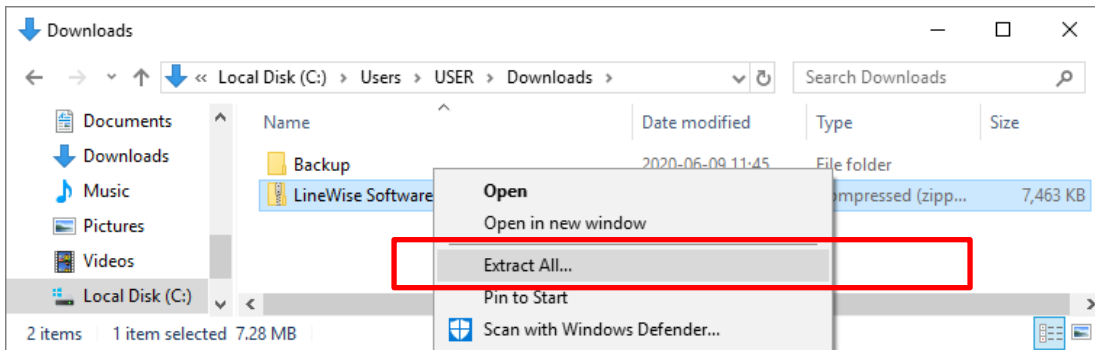 Downloads
« Local Disk (C:) > Users > USER > Downloads >
Search Downloads
Documents
Downloads
Music
Pictures
Videos
Local Disk (C:)
Name Date modified Type Size
Backup 2020-06-09 11:45 File folder
LineWise Software ompressed (zipp... 7,463 KB
Open
Open in new window
Extract All...
Pin to Start
Scan with Windows Defender...
2 items 1 item selected 7.28 MB